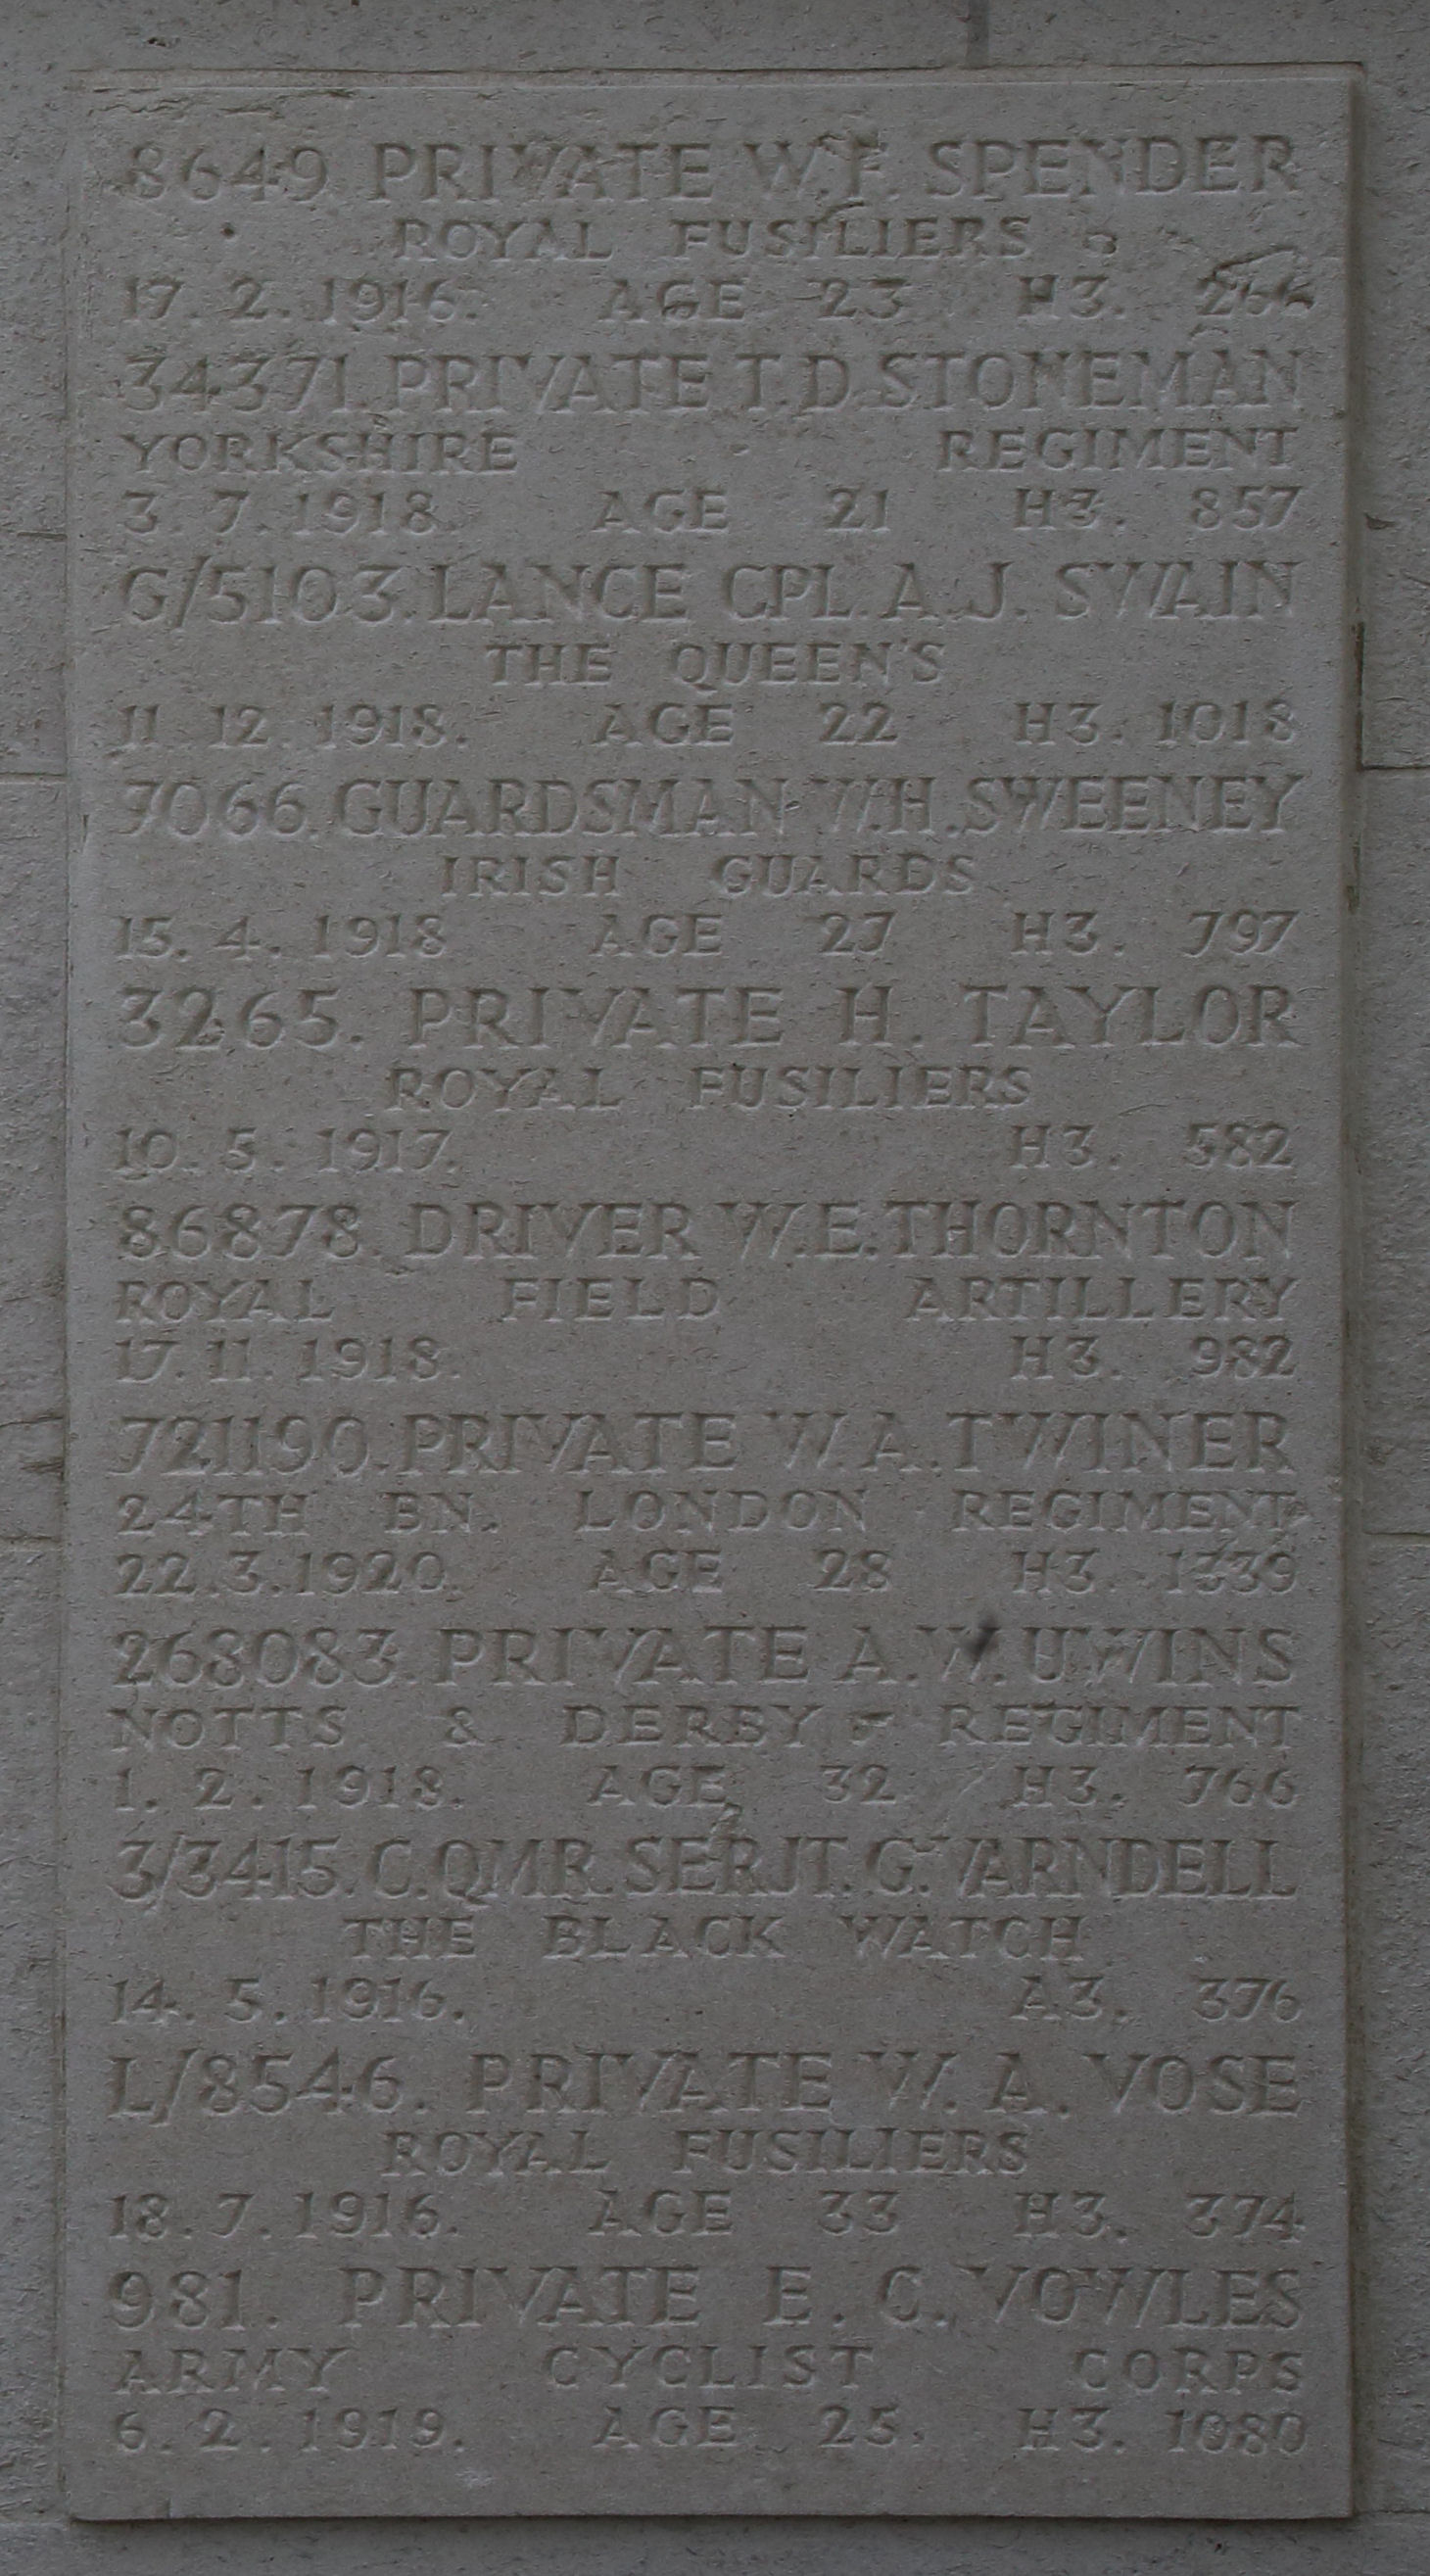 8649. PRIVATE W. F. SPENDER
ROYAL FUSILIERS
17. 2. 1916. AGE 23 H3. 266
34371. PRIVATE T. D. STONEMAN
YORKSHIRE REGIMENT
3. 7. 1918. AGE 21 H3. 857
G/5103. LANCE CPL. A. J. SWAIN
THE QUEEN'S
11. 12. 1918. AGE 22 H3. 1018
7066. GUARDSMAN W. H. SWEENEY
IRISH GUARDS
15. 4. 1918 AGE 27 H3. 797
3265. PRIVATE H. TAYLOR
ROYAL FUSILIERS
10. 5. 1917. H3. 582
86878. DRIVER W. E. THORNTON
ROYAL FIELD ARTILLERY
17. 11. 1918. H3. 982
721190. PRIVATE W. A. TWINER
24TH BN. LONDON REGIMENT
22. 3. 1920. AGE 28 H3. 1339
268083. PRIVATE A. W. UWINS
NOTTS & DERBY REGIMENT
1. 2. 1918. AGE 32 H3. 766
3/3415. C. QMR. SERJT. G. VARNDELL
THE BLACK WATCH
14. 5. 1916. A3. 376
L/8546. PRIVATE W. A. VOSE
ROYAL FUSILIERS
18. 7. 1916. AGE 33 H3. 374
981. PRIVATE E. C. VOWLES
ARMY CYCLIST CORPS
6. 2. 1919. AGE 25. H3. 1080